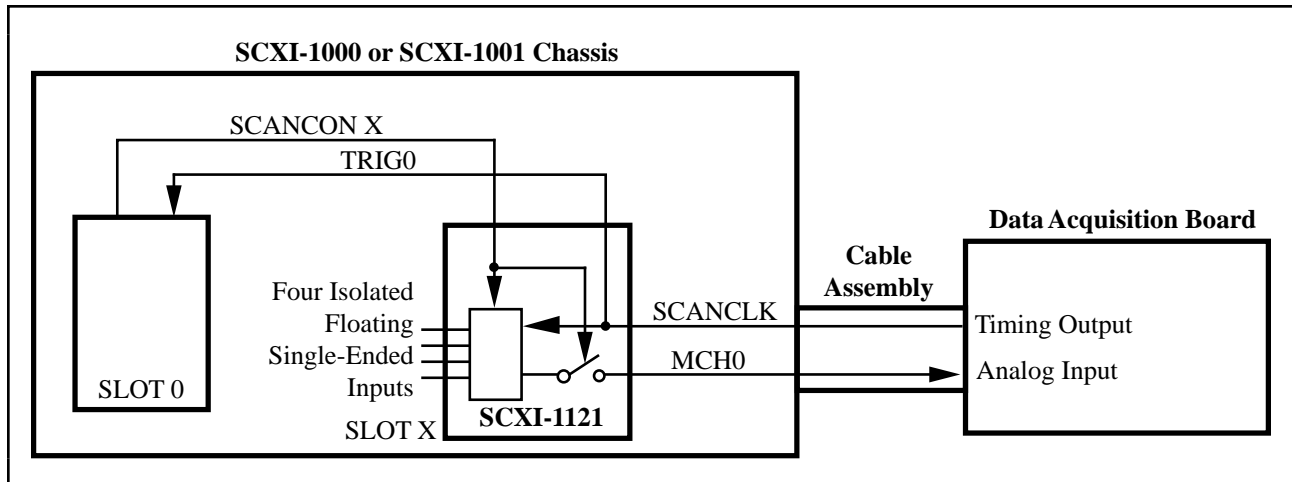 SCXI-1000 or SCXI-1001 Chassis
SCANCON X
TRIG0
SLOT 0
Four Isolated
Floating
Single-Ended
Inputs
SLOT X
SCXI-1121
SCANCLK
MCH0
Cable
Assembly
Data Acquisition Board
Timing Output
Analog Input